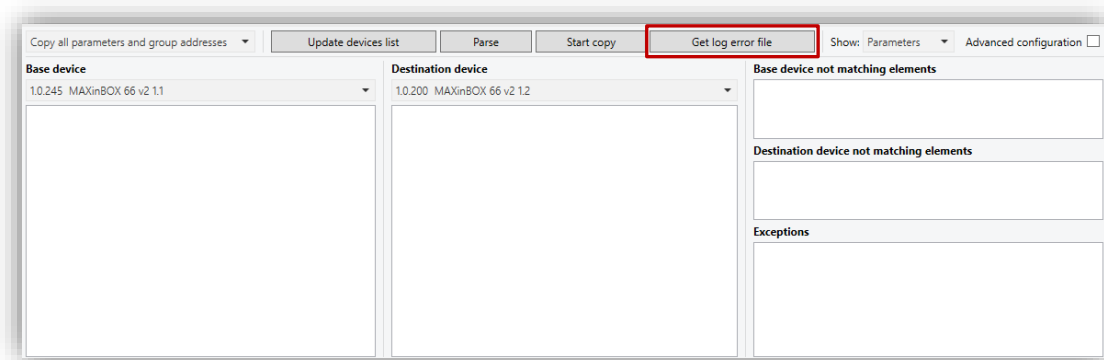 Copy all parameters and group addresses Update devices list Parse Start copy Get log error file Show: Parameters Advanced configuration
Base device Destination device Base device not matching elements
1.0.245 MAXinBOX 66 v2 1.1 1.0.200 MAXinBOX 66 v2 1.2
Destination device not matching elements
Exceptions